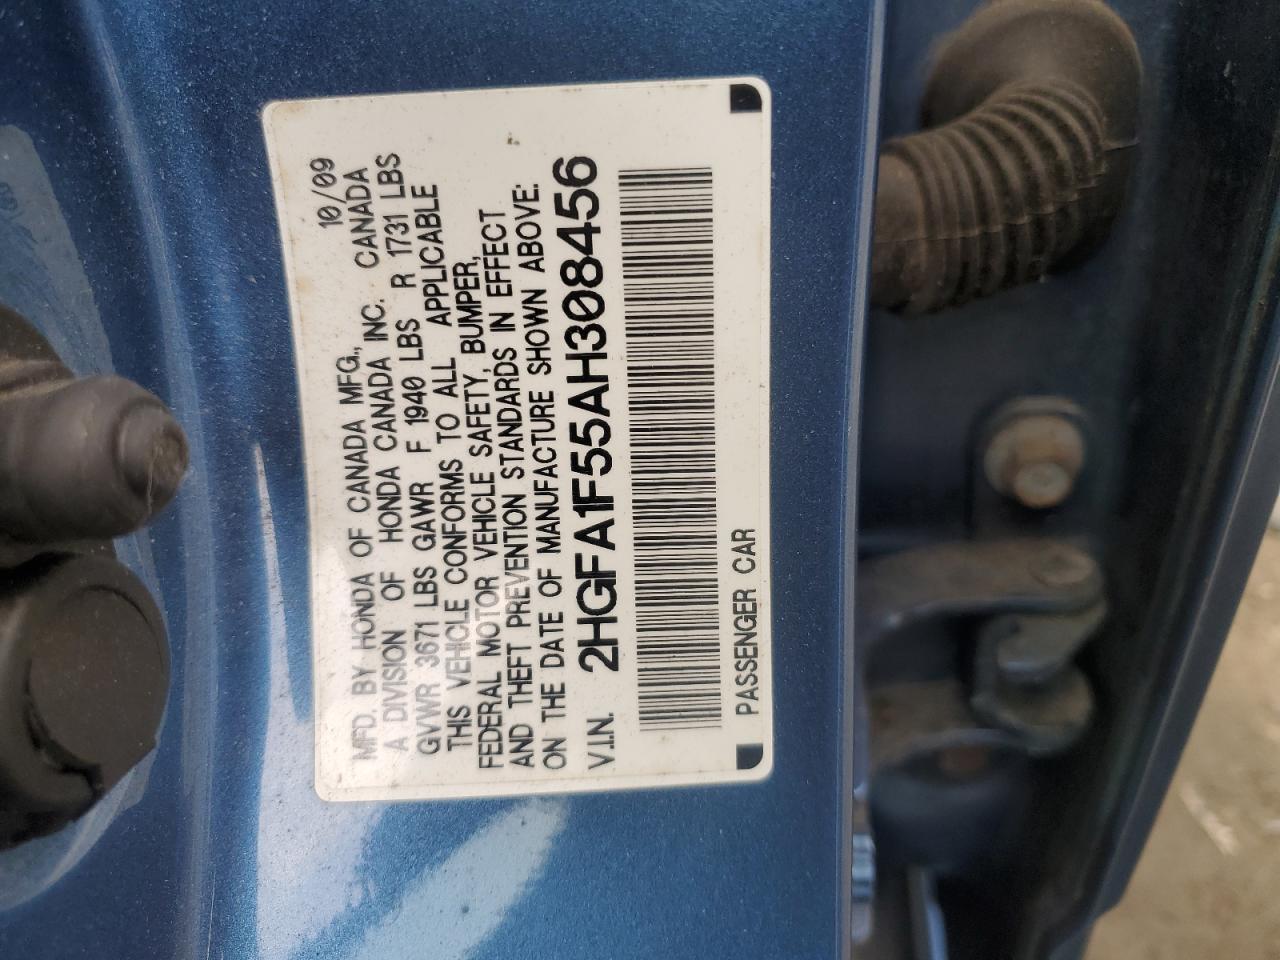 MFD. BY HONDA OF CANADA MFG., 10/09
A DIVISION OF HONDA CANADA INC. CANADA
GVWR 3671 LBS GAWR F 1940 LBS R 1731 LBS
THIS VEHICLE CONFORMS TO ALL APPLICABLE
FEDERAL MOTOR VEHICLE SAFETY, BUMPER,
AND THEFT PREVENTION STANDARDS IN EFFECT
ON THE DATE OF MANUFACTURE SHOWN ABOVE:
V.I.N. 2HGFA1F55AH308456
PASSENGER CAR